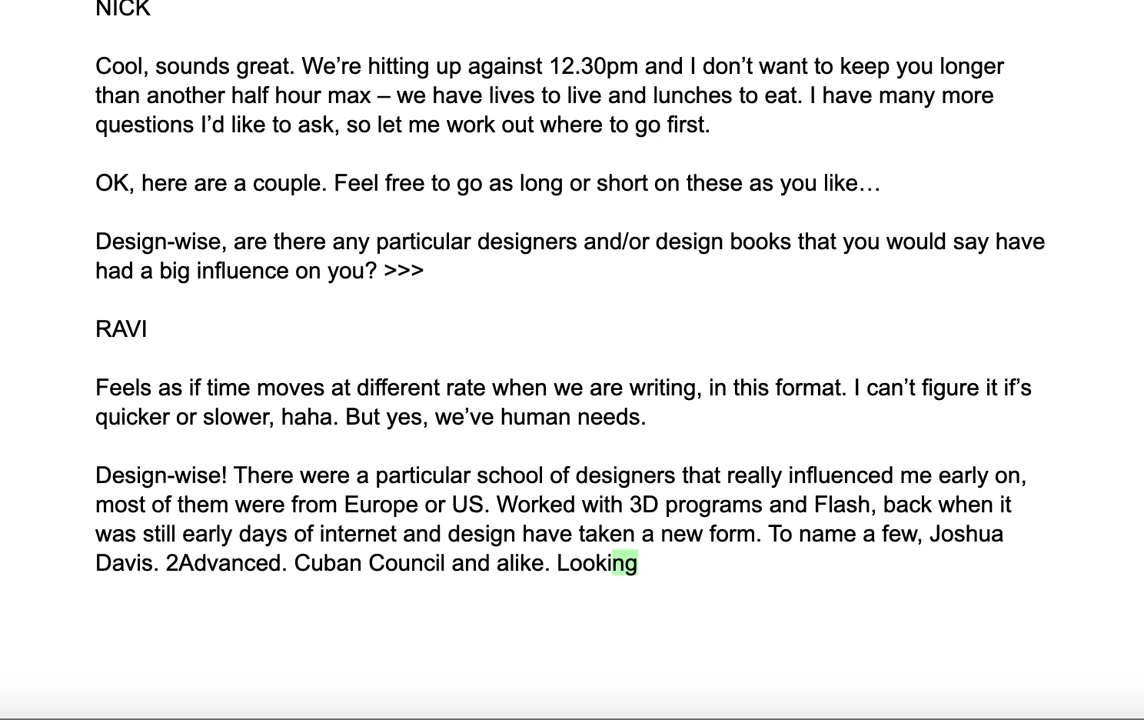 NICK
Cool, sounds great. We’re hitting up against 12.30pm and I don’t want to keep you longer
than another half hour max – we have lives to live and lunches to eat. I have many more
questions I’d like to ask, so let me work out where to go first.
OK, here are a couple. Feel free to go as long or short on these as you like…
Design-wise, are there any particular designers and/or design books that you would say have
had a big influence on you? >>>
RAVI
Feels as if time moves at different rate when we are writing, in this format. I can’t figure it if’s
quicker or slower, haha. But yes, we’ve human needs.
Design-wise! There were a particular school of designers that really influenced me early on,
most of them were from Europe or US. Worked with 3D programs and Flash, back when it
was still early days of internet and design have taken a new form. To name a few, Joshua
Davis. 2Advanced. Cuban Council and alike. Looking